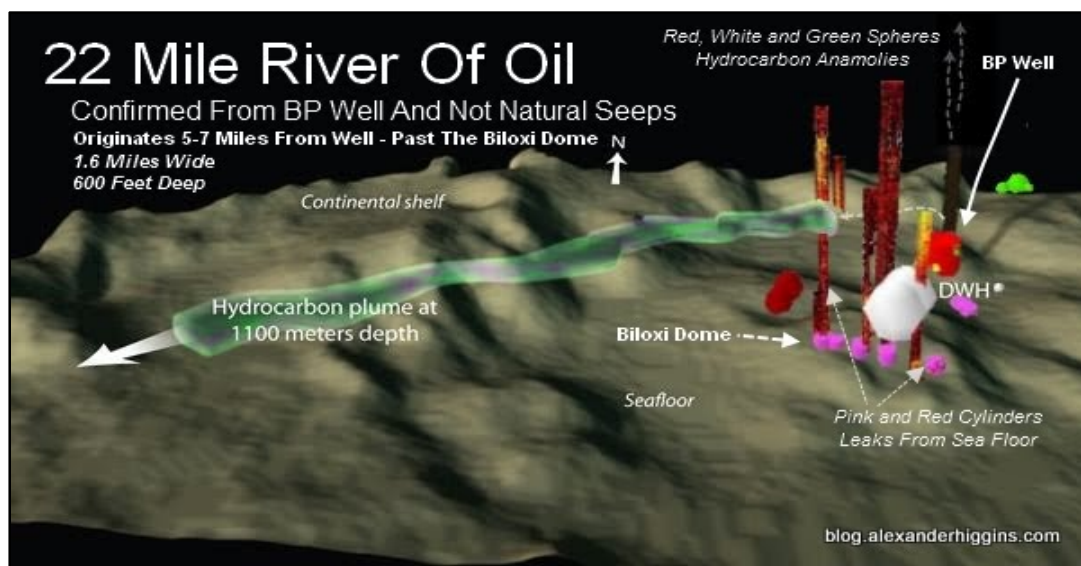 22 Mile River Of Oil
Confirmed From BP Well And Not Natural Seeps
Originates 5-7 Miles From Well - Past The Biloxi Dome
1.6 Miles Wide
600 Feet Deep
Red, White and Green Spheres
Hydrocarbon Anamolies
BP Well
N
Continental shelf
Hydrocarbon plume at
1100 meters depth
DWH
Biloxi Dome
Seafloor
Pink and Red Cylinders
Leaks From Sea Floor
blog.alexanderhiggins.com